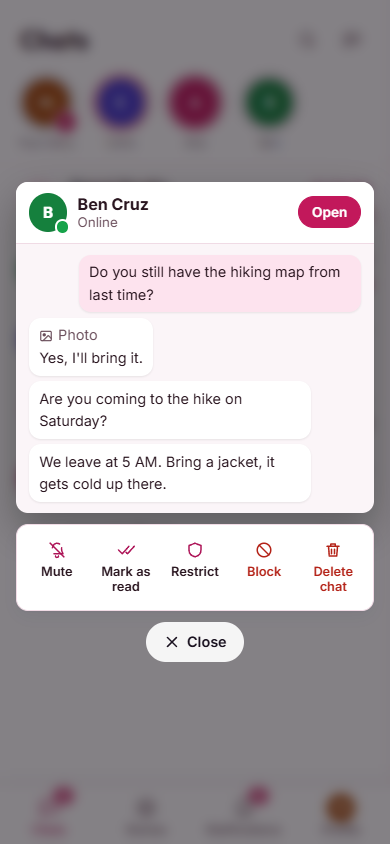 Chats
B
Ben Cruz
Online
Open
Do you still have the hiking map from
last time?
Photo
Yes, I'll bring it.
Are you coming to the hike on
Saturday?
We leave at 5 AM. Bring a jacket, it
gets cold up there.
Mute
Mark as
read
Restrict
Block
Delete
chat
Close